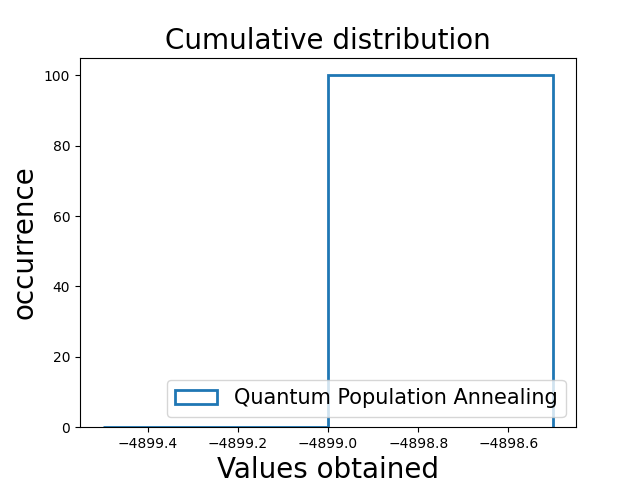 Cumulative distribution
occurrence
100
80
60
40
20
0
Quantum Population Annealing
−4899.4
−4899.2
−4899.0
−4898.8
−4898.6
Values obtained